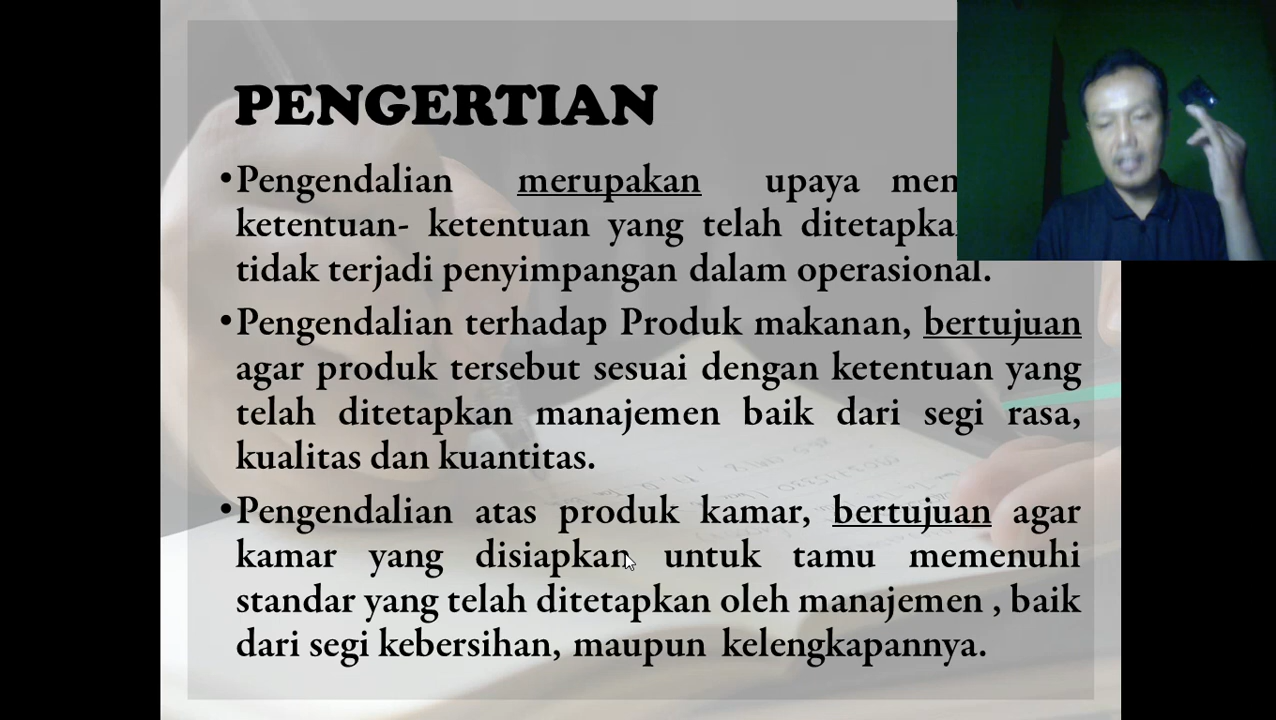 PENGERTIAN
•Pengendalian merupakan upaya
ketentuan- ketentuan yang telah
tidak terjadi penyimpangan dalam operasional.
•Pengendalian terhadap Produk makanan, bertujuan
agar produk tersebut sesuai dengan ketentuan yang
telah ditetapkan manajemen baik dari segi rasa,
kualitas dan kuantitas.
•Pengendalian atas produk kamar, bertujuan agar
kamar yang disiapkan untuk tamu memenuhi
standar yang telah ditetapkan oleh manajemen , baik
dari segi kebersihan, maupun kelengkapannya.